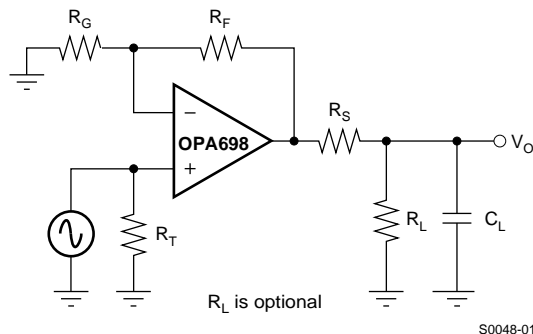 R_G
R_F
R_S
−
OPA698
+
V_O
R_T
R_L
C_L
R_L is optional
S0048-01